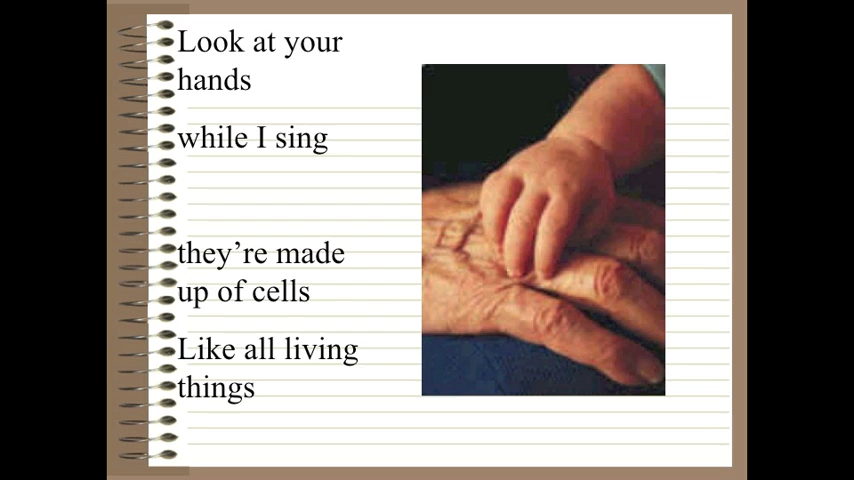 Look at your
hands
while I sing
they’re made
up of cells
Like all living
things